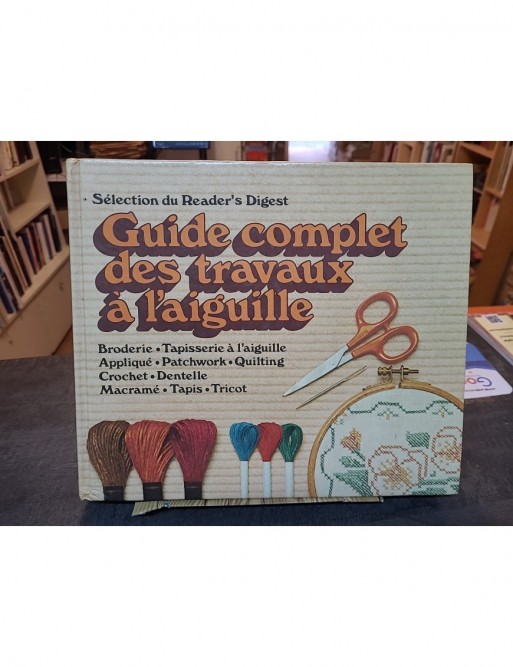 Sélection du Reader's Digest
Guide complet
des travaux
à l'aiguille
Broderie • Tapisserie à l'aiguille
Appliqué • Patchwork • Quilting
Crochet • Dentelle
Macramé • Tapis • Tricot